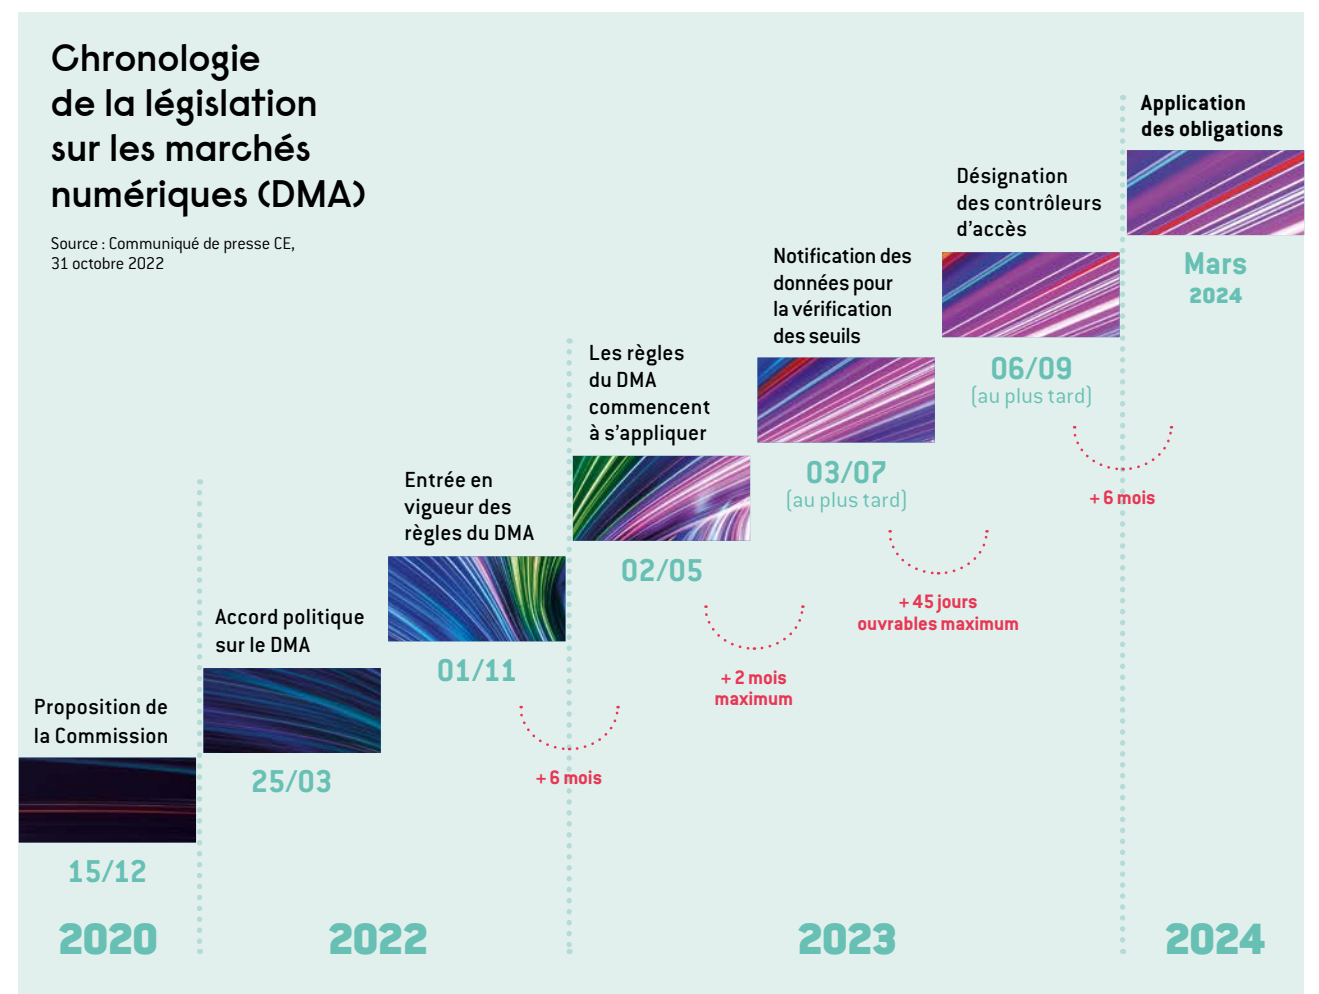 Chronologie
de la législation
sur les marchés
numériques (DMA)
Source : Communiqué de presse CE,
31 octobre 2022
Proposition de
la Commission
15/12
2020
Accord politique
sur le DMA
25/03
Entrée en
vigueur des
règles du DMA
01/11
+ 6 mois
2022
Les règles
du DMA
commencent
à s’appliquer
02/05
+ 2 mois
maximum
Notification des
données pour
la vérification
des seuils
03/07
(au plus tard)
+ 45 jours
ouvrables maximum
Désignation
des contrôleurs
d’accès
06/09
(au plus tard)
+ 6 mois
2023
Application
des obligations
Mars
2024
2024